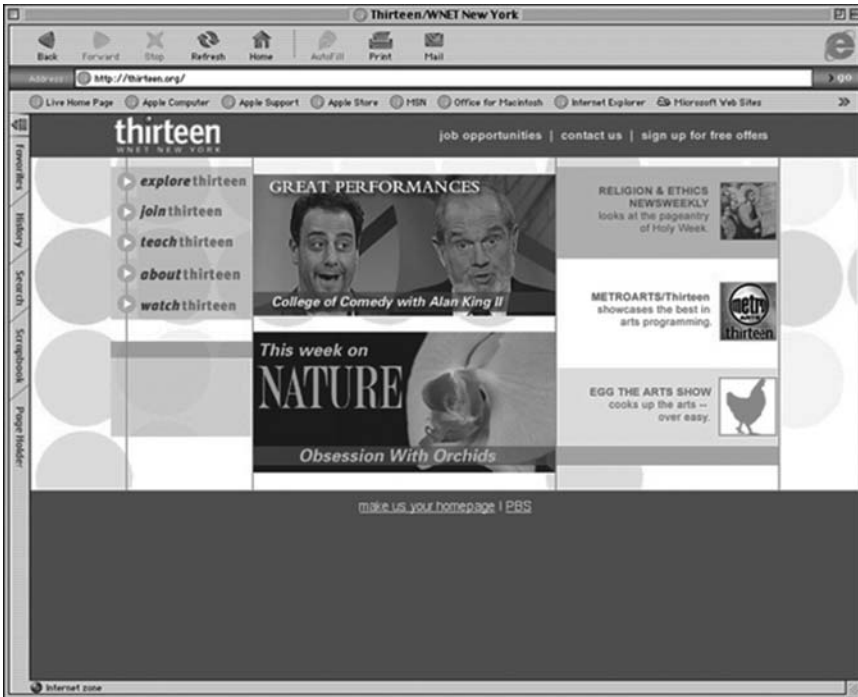 Thirteen/WNET New York
Back Forward Stop Refresh Home AutoFill Print Mail
Address: http://thirteen.org/ go
Live Home Page Apple Computer Apple Support Apple Store MSN Office for Macintosh Internet Explorer Microsoft Web Sites
Favorites
History
Search
Scrapbook
Page Holder
thirteen
WNET NEW YORK
job opportunities | contact us | sign up for free offers
explore thirteen
join thirteen
teach thirteen
about thirteen
watch thirteen
GREAT PERFORMANCES
College of Comedy with Alan King II
This week on
NATURE
Obsession With Orchids
RELIGION & ETHICS
NEWSWEEKLY
looks at the pageantry
of Holy Week.
METROARTS/Thirteen
showcases the best in
arts programming.
metro
ARTS
thirteen
EGG THE ARTS SHOW
cooks up the arts --
over easy.
make us your homepage | PBS
Internet zone